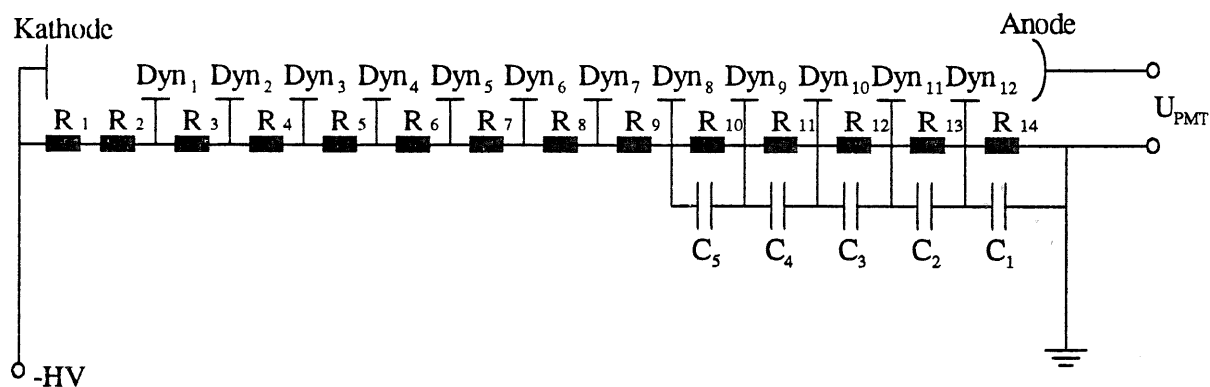 Kathode
Anode
Dyn₁ Dyn₂ Dyn₃ Dyn₄ Dyn₅ Dyn₆ Dyn₇ Dyn₈ Dyn₉ Dyn₁₀ Dyn₁₁ Dyn₁₂
R₁ R₂ R₃ R₄ R₅ R₆ R₇ R₈ R₉ R₁₀ R₁₁ R₁₂ R₁₃ R₁₄
U_PMT
C₅ C₄ C₃ C₂ C₁
-HV